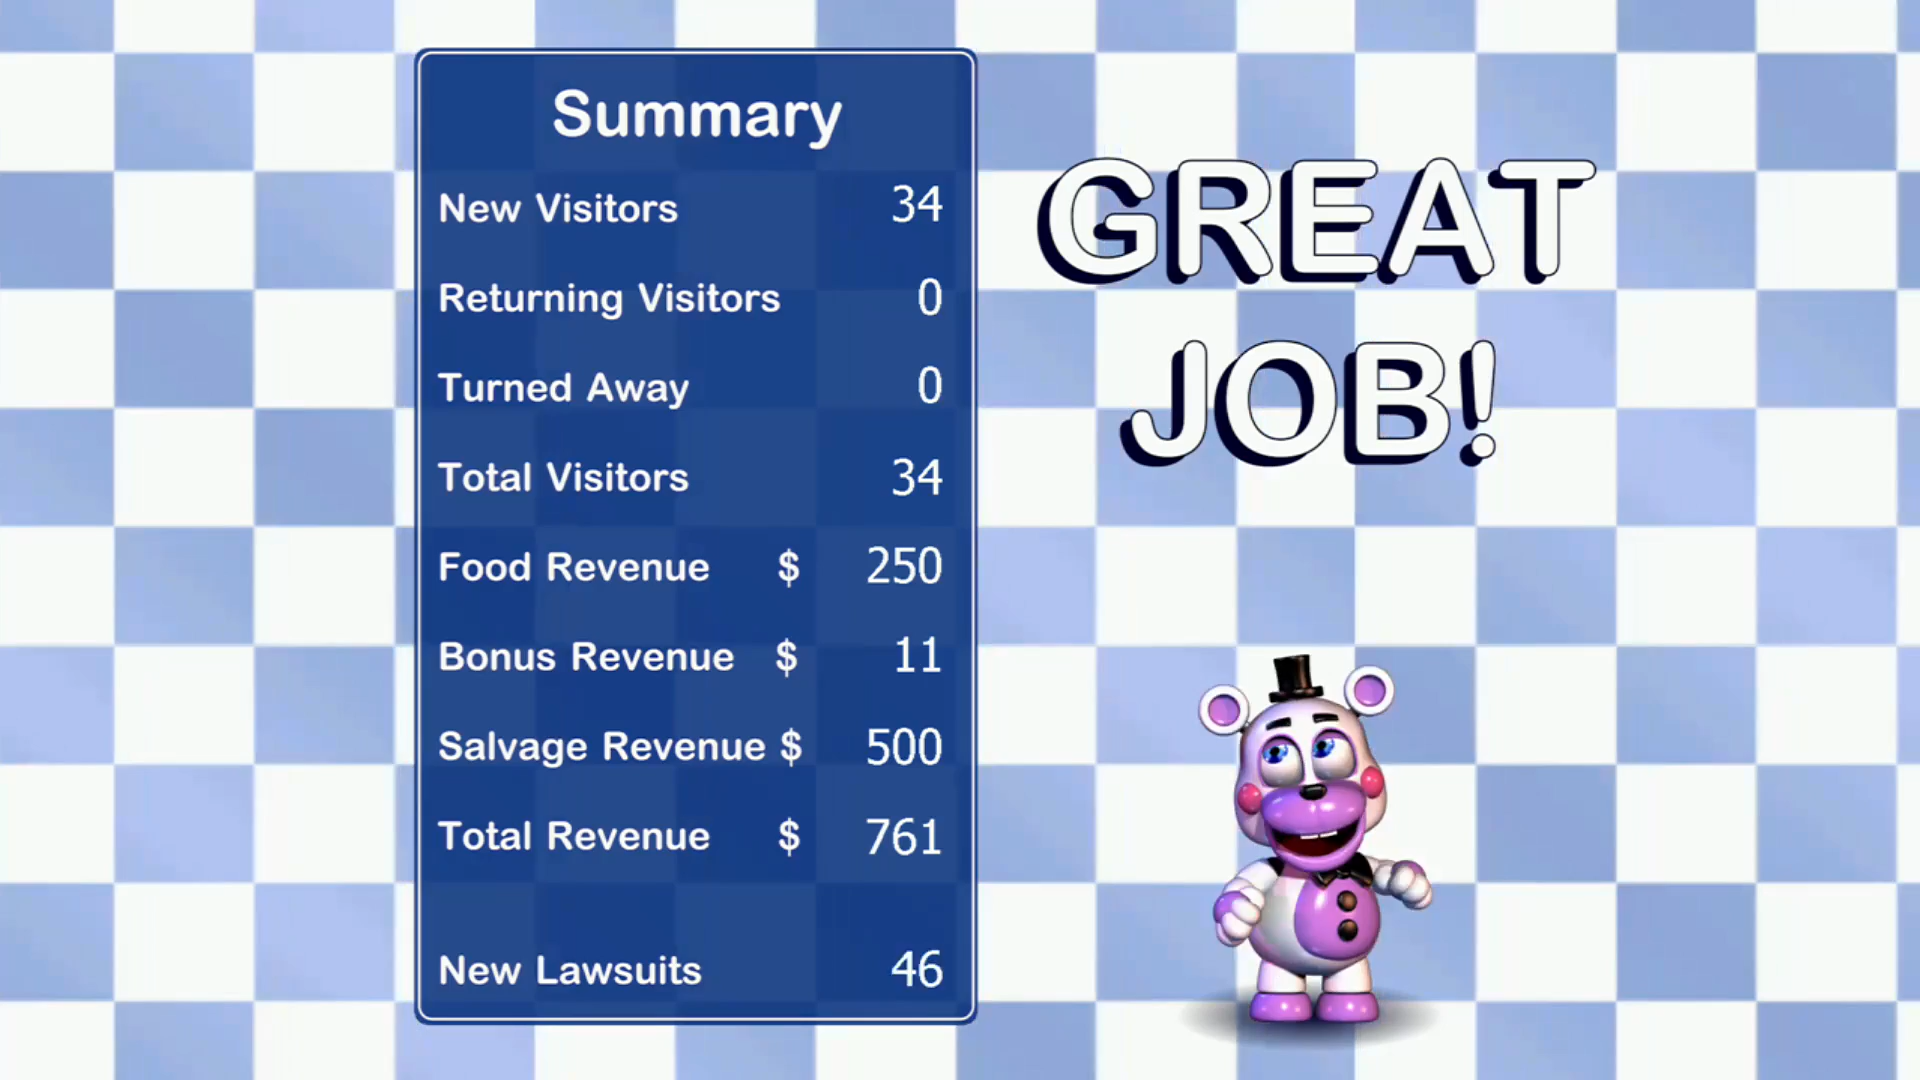 Summary
New Visitors 34
Returning Visitors 0
Turned Away 0
Total Visitors 34
Food Revenue $ 250
Bonus Revenue $ 11
Salvage Revenue $ 500
Total Revenue $ 761
New Lawsuits 46
GREAT
JOB!